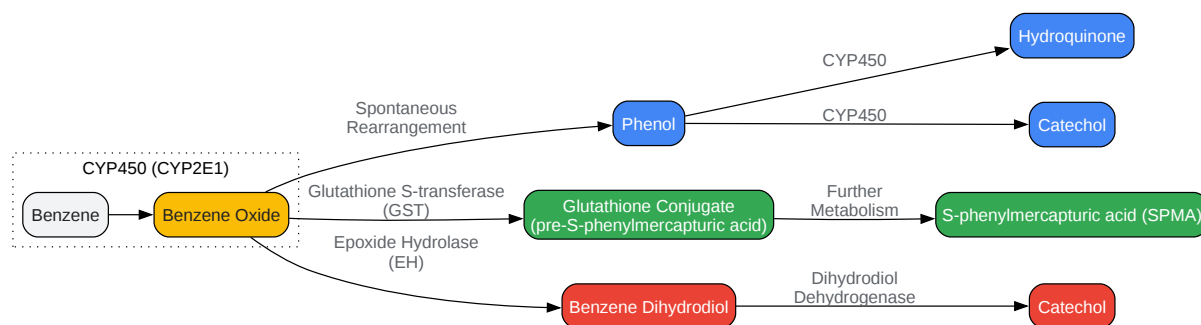 Hydroquinone
CYP450
Spontaneous
Rearrangement
Phenol
CYP450
Catechol
CYP450 (CYP2E1)
Benzene
Benzene Oxide
Glutathione S-transferase
(GST)
Glutathione Conjugate
(pre-S-phenylmercapturic acid)
Further
Metabolism
S-phenylmercapturic acid (SPMA)
Epoxide Hydrolase
(EH)
Benzene Dihydrodiol
Dihydrodiol
Dehydrogenase
Catechol